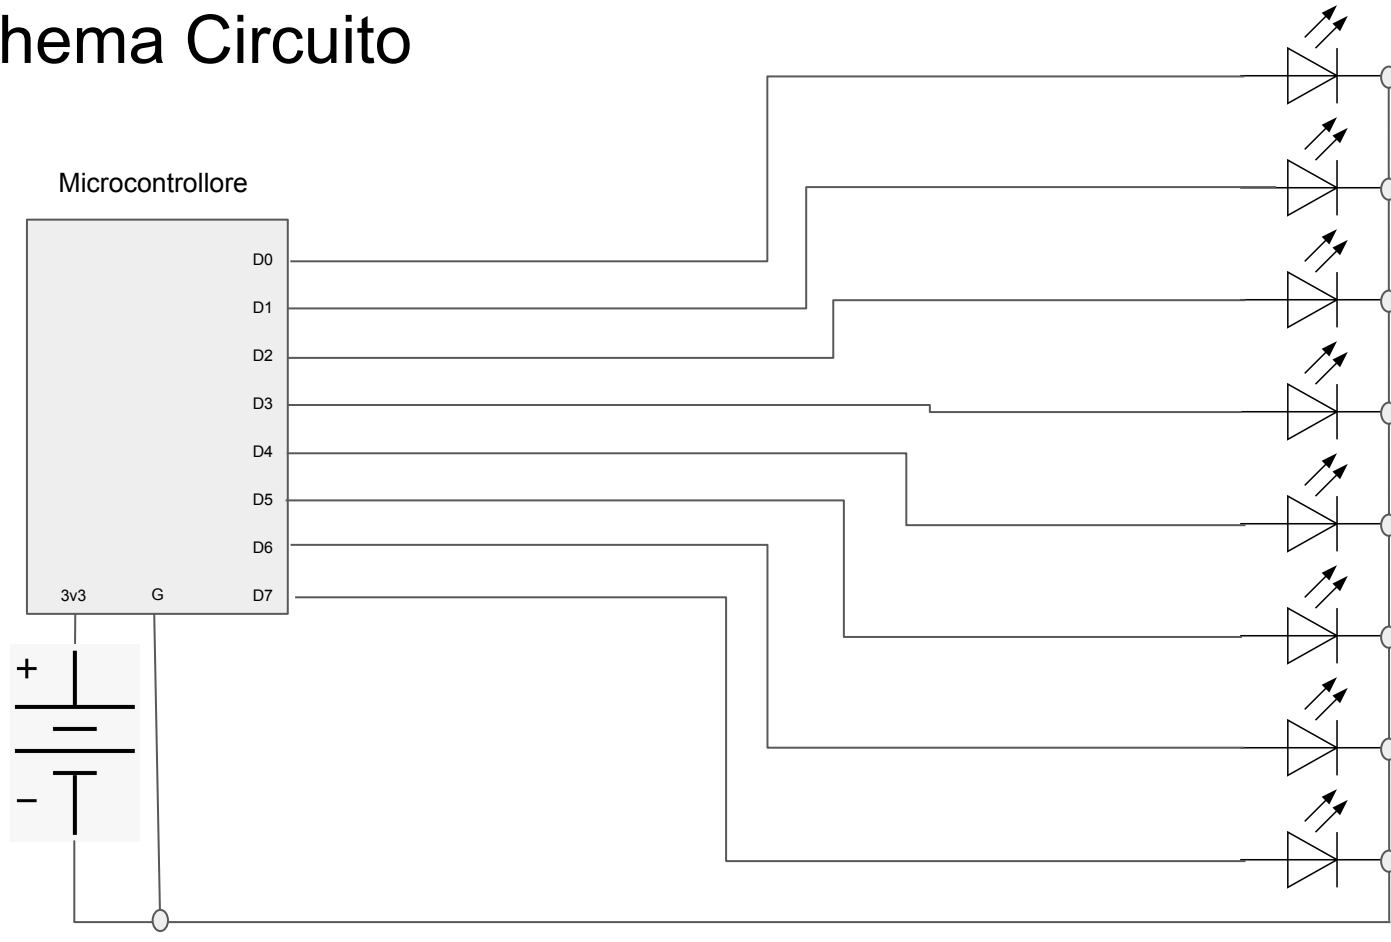 hema Circuito
Microcontrollore
D0
D1
D2
D3
D4
D5
D6
3v3 G D7
+
−